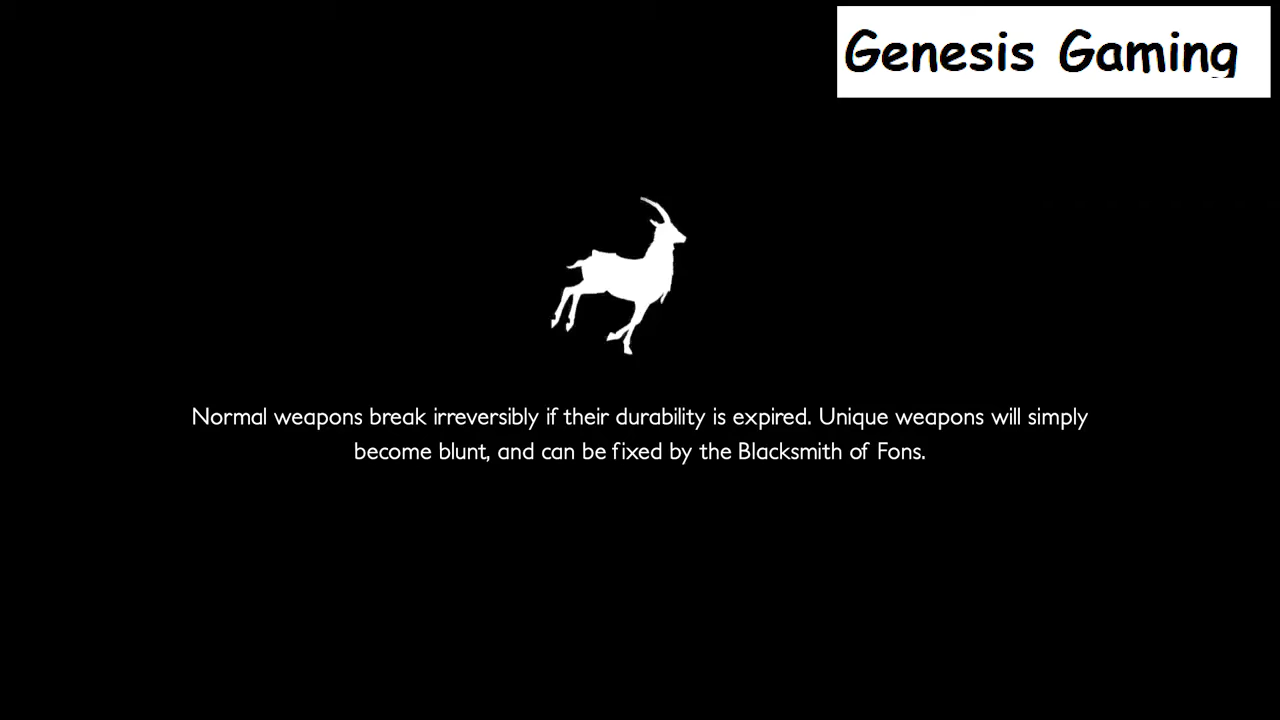 Genesis Gaming
Normal weapons break irreversibly if their durability is expired. Unique weapons will simply
become blunt, and can be fixed by the Blacksmith of Fons.